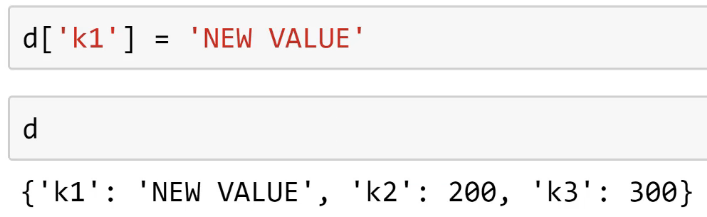 d['k1'] = 'NEW VALUE'
d
{'k1': 'NEW VALUE', 'k2': 200, 'k3': 300}